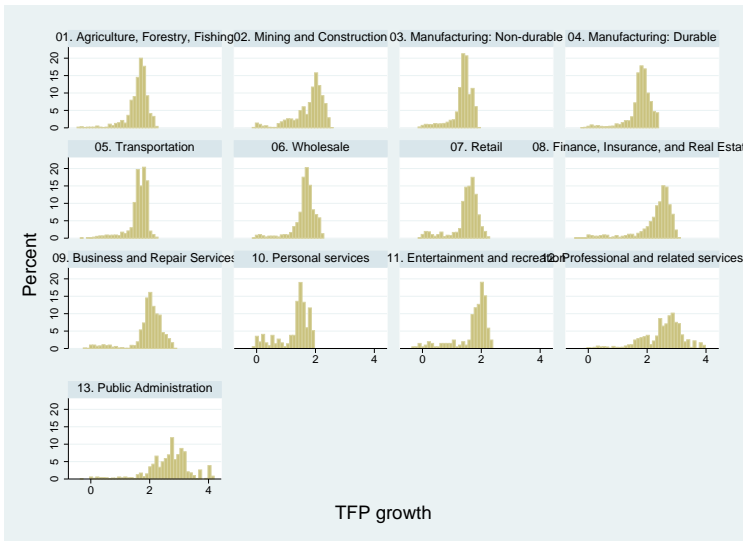 01. Agriculture, Forestry, Fishing 02. Mining and Construction 03. Manufacturing: Non-durable 04. Manufacturing: Durable
20
15
10
5
0
05. Transportation 06. Wholesale 07. Retail 08. Finance, Insurance, and Real Estat
20
15
10
5
0
09. Business and Repair Services 10. Personal services 11. Entertainment and recreation 12. Professional and related services
20
15
10
5
0
0 2 4 0 2 4 0 2 4
13. Public Administration
20
15
10
5
0
0 2 4
Percent
TFP growth